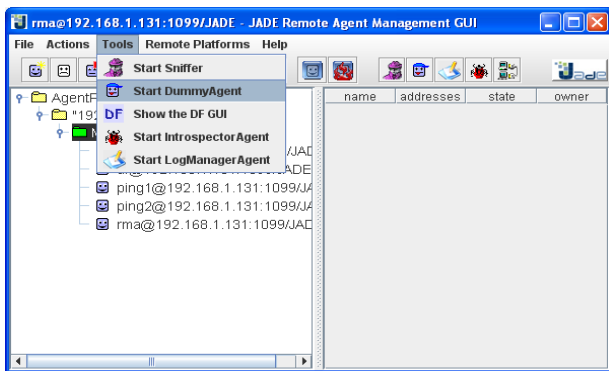 rma@192.168.1.131:1099/JADE - JADE Remote Agent Management GUI
File Actions Tools Remote Platforms Help
Start Sniffer
Start DummyAgent
DF Show the DF GUI
Start IntrospectorAgent
Start LogManagerAgent
Jade
name addresses state owner
AgentP
"192
M
/JAD
ping1@192.168.1.131:1099/JA
ping2@192.168.1.131:1099/JA
rma@192.168.1.131:1099/JAD